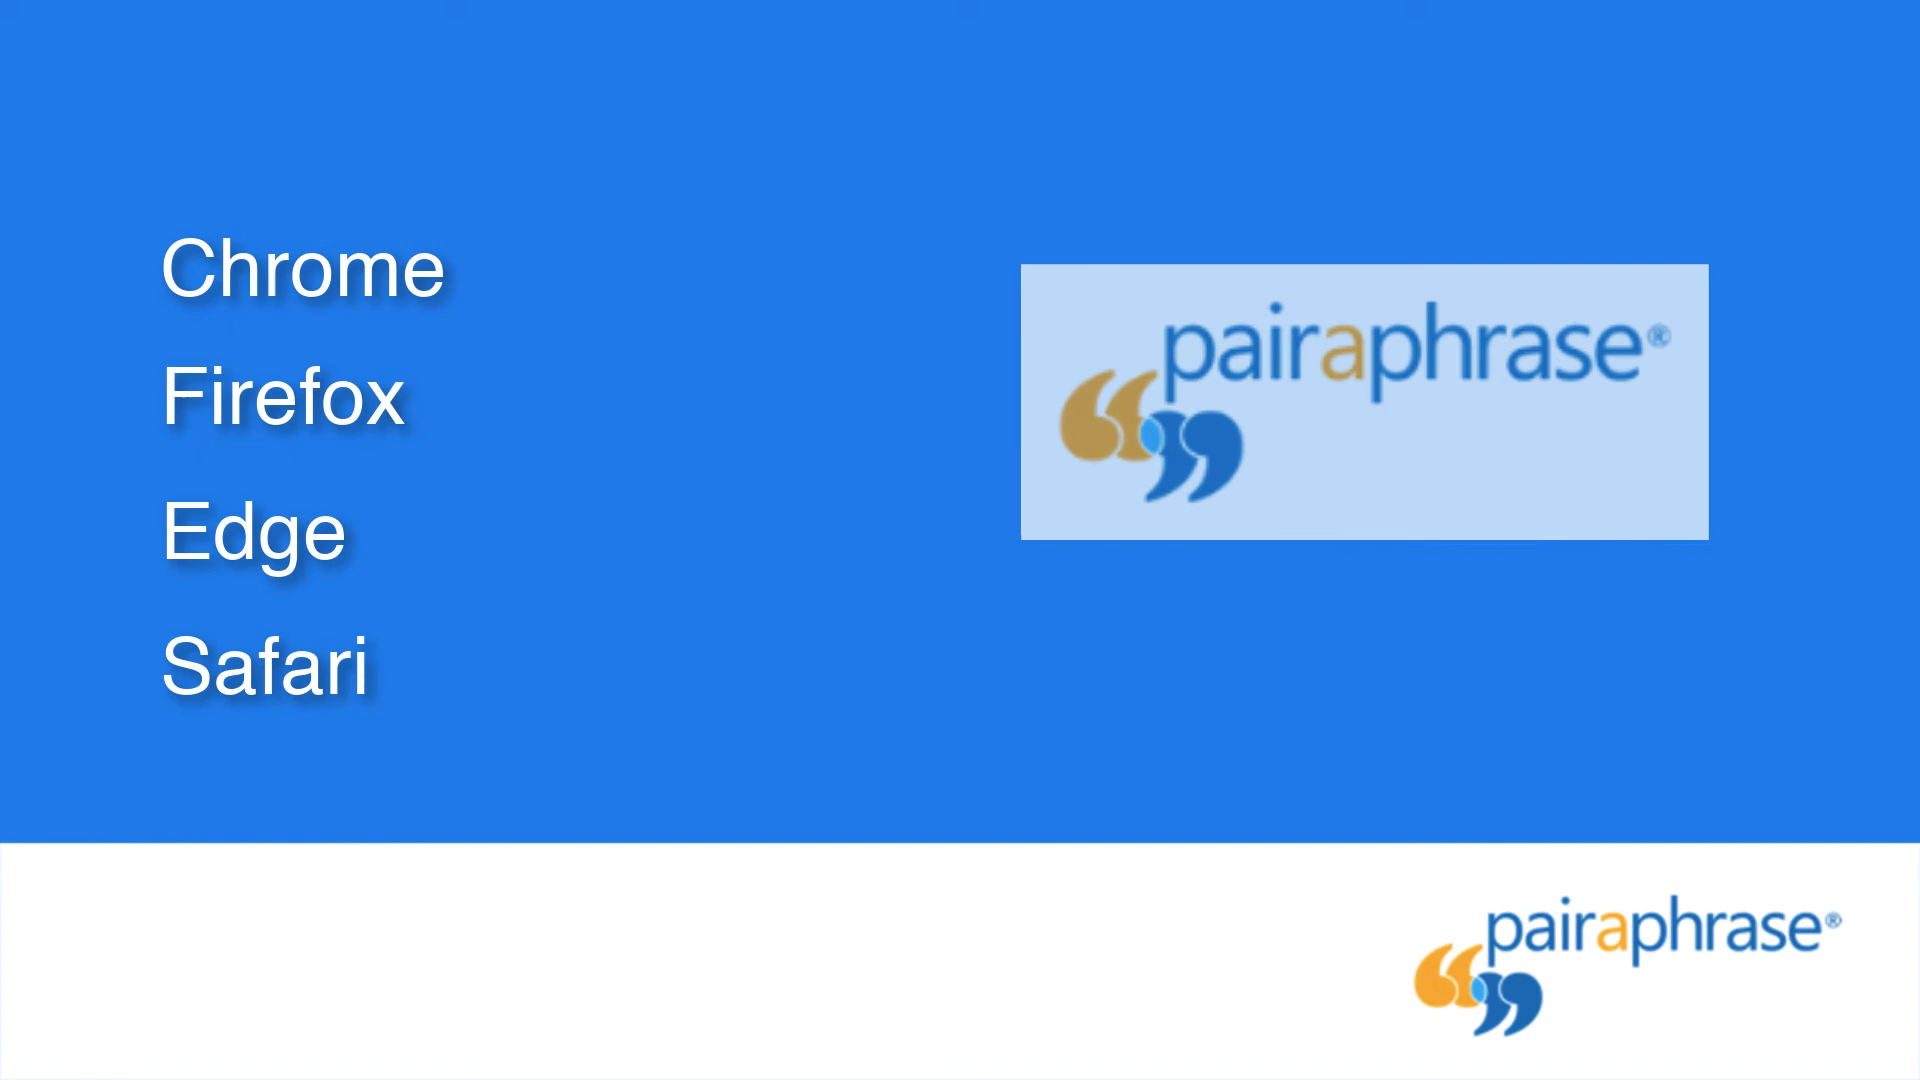 Chrome
Firefox
Edge
Safari
pairaphrase®
pairaphrase®